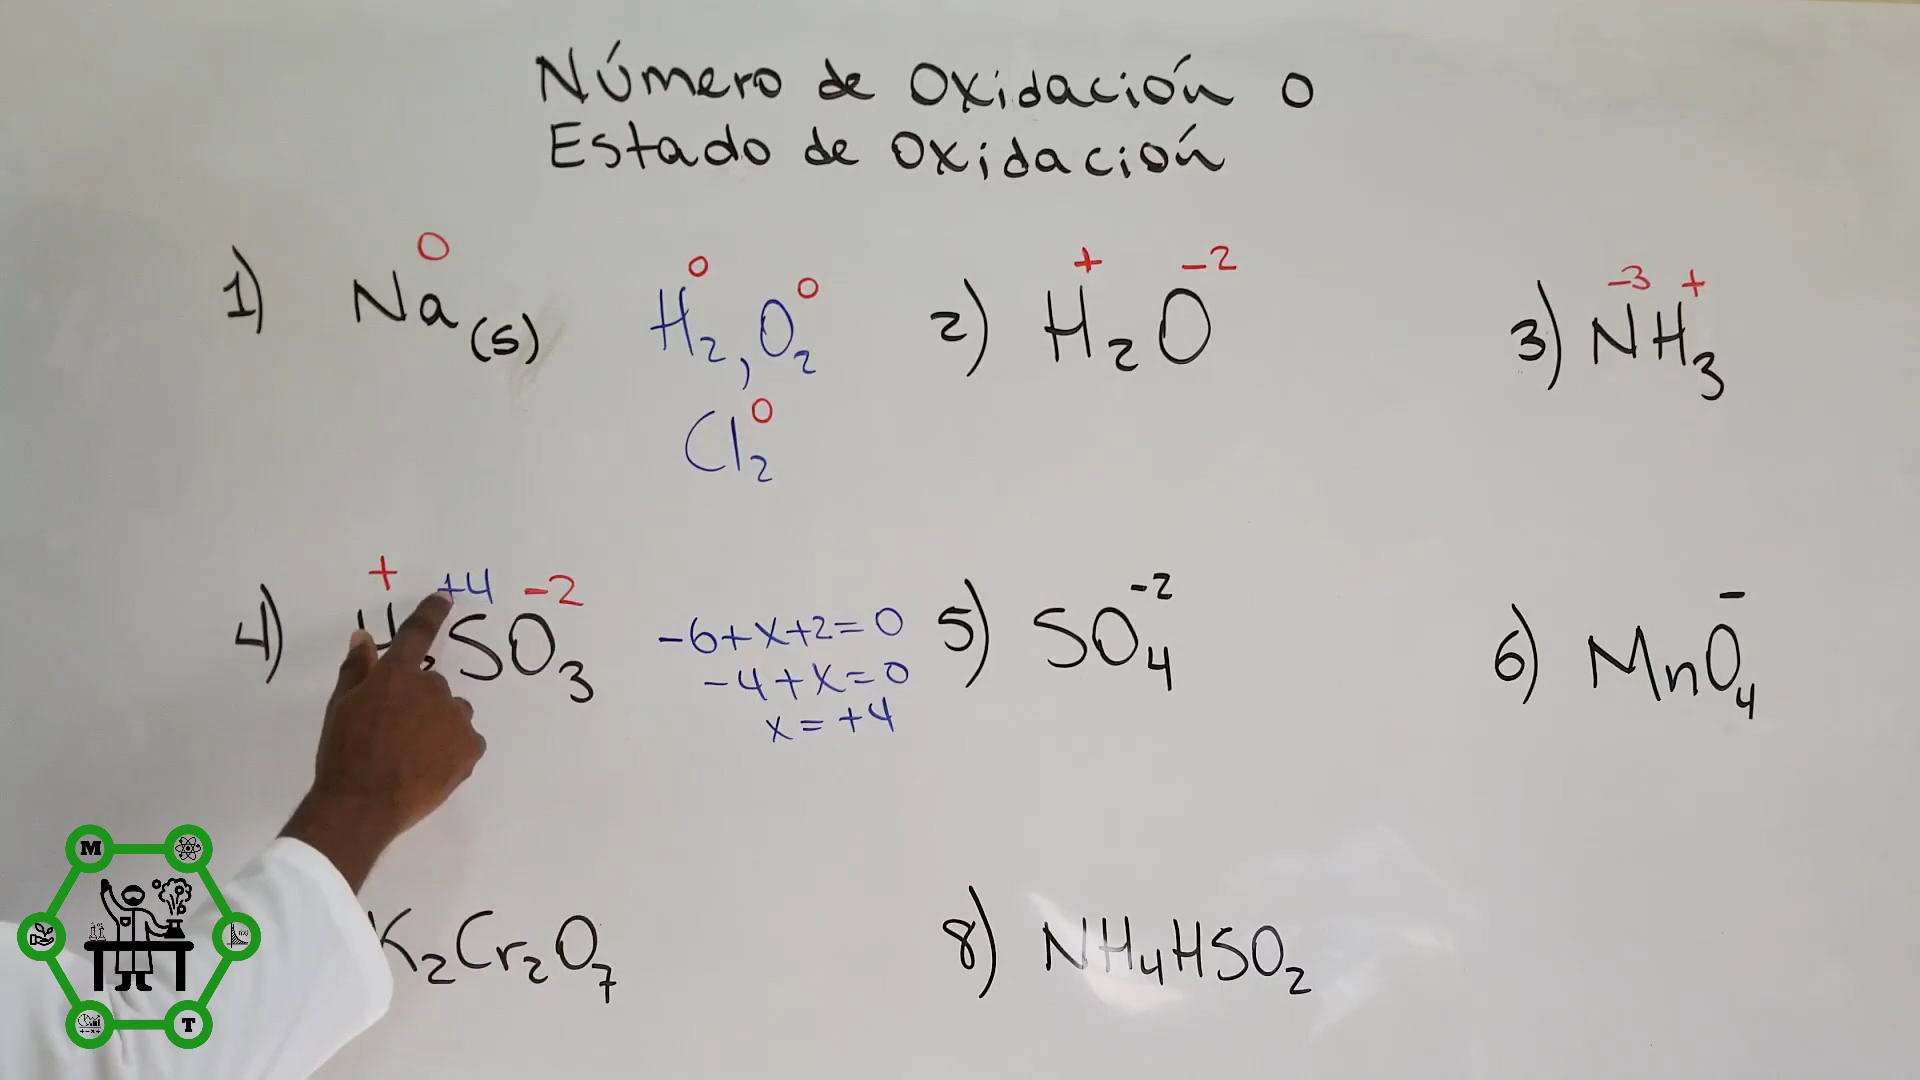 Número de Oxidación o
Estado de Oxidación
0
1) Na(s)
0 0
H2, O2
0
Cl2
+ -2
2) H2O
-3 +
3) NH3
+ +4 -2
4) H SO3
-6+x+2=0
-4+x=0
x=+4
5) SO4 -2
6) MnO4 -
K2Cr2O7
8) NH4HSO2
M
T